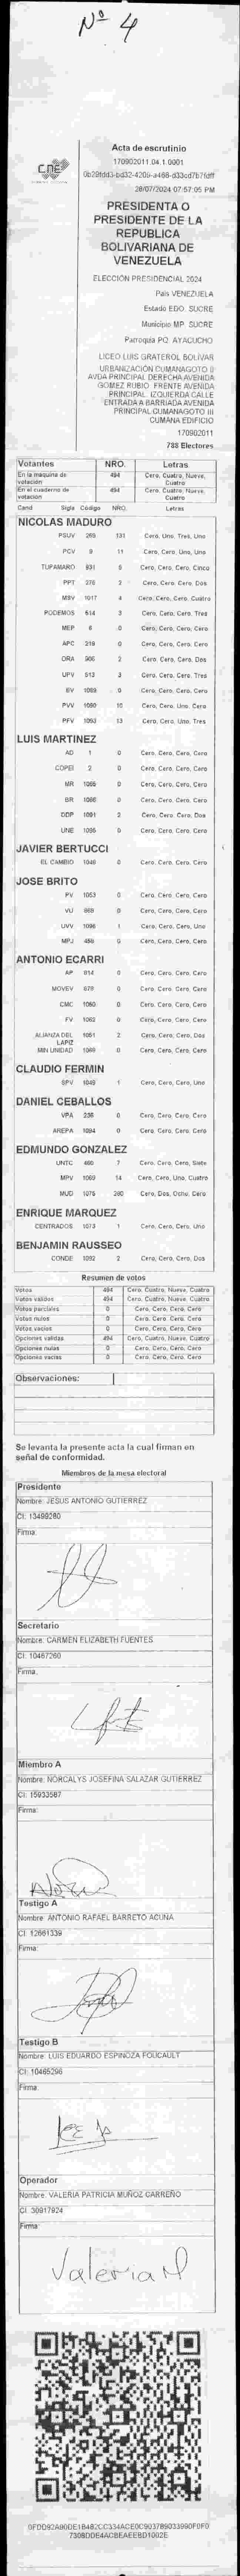 Nº 4
Acta de escrutinio
170902011.04.1.0001
28/07/2024 07:57:05 PM
CNE
PRESIDENTA O
PRESIDENTE DE LA
REPUBLICA
BOLIVARIANA DE
VENEZUELA
ELECCIÓN PRESIDENCIAL 2024
País VENEZUELA
Estado EDO. SUCRE
Municipio MP. SUCRE
Parroquia PQ. AYACUCHO
LICEO LUIS GRATEROL BOLÍVAR
URBANIZACIÓN CUMANAGOTO II
AVDA PRINCIPAL DERECHA AVENIDA
GOMEZ RUBIO. FRENTE AVENIDA
PRINCIPAL. IZQUIERDA CALLE
ENTRADA A BARRIADA AVENIDA
PRINCIPAL CUMANAGOTO III
CUMANA EDIFICIO
170902011
788 Electores
Votantes NRO. Letras
En la maquina de votación 494 Cero, Cuatro, Nueve, Cuatro
En el cuaderno de votación 494 Cero, Cuatro, Nueve, Cuatro
Cand Sigla Código NRO. Letras
NICOLAS MADURO
PSUV 269 131 Cero, Uno, Tres, Uno
PCV 9 11 Cero, Cero, Uno, Uno
TUPAMARO 931 5 Cero, Cero, Cero, Cinco
PPT 376 2 Cero, Cero, Cero, Dos
MSV 1017 4 Cero, Cero, Cero, Cuatro
PODEMOS 514 3 Cero, Cero, Cero, Tres
MEP 6 0 Cero, Cero, Cero, Cero
APC 219 0 Cero, Cero, Cero, Cero
ORA 906 2 Cero, Cero, Cero, Dos
UPV 513 3 Cero, Cero, Cero, Tres
EV 1089 0 Cero, Cero, Cero, Cero
PVV 1090 10 Cero, Cero, Uno, Cero
PFV 1093 13 Cero, Cero, Uno, Tres
LUIS MARTINEZ
AD 1 0 Cero, Cero, Cero, Cero
COPEI 2 0 Cero, Cero, Cero, Cero
MR 1065 0 Cero, Cero, Cero, Cero
BR 1086 0 Cero, Cero, Cero, Cero
DDP 1091 2 Cero, Cero, Cero, Dos
UNE 1095 0 Cero, Cero, Cero, Cero
JAVIER BERTUCCI
EL CAMBIO 1046 0 Cero, Cero, Cero, Cero
JOSE BRITO
PV 1053 0 Cero, Cero, Cero, Cero
VU 869 0 Cero, Cero, Cero, Cero
UVV 1096 1 Cero, Cero, Cero, Uno
MPJ 486 0 Cero, Cero, Cero, Cero
ANTONIO ECARRI
AP 814 0 Cero, Cero, Cero, Cero
MOVEV 878 0 Cero, Cero, Cero, Cero
CMC 1050 0 Cero, Cero, Cero, Cero
FV 1062 0 Cero, Cero, Cero, Cero
ALIANZA DEL LAPIZ 1051 2 Cero, Cero, Cero, Dos
MIN UNIDAD 1069 0 Cero, Cero, Cero, Cero
CLAUDIO FERMIN
SPV 1049 1 Cero, Cero, Cero, Uno
DANIEL CEBALLOS
VPA 238 0 Cero, Cero, Cero, Cero
AREPA 1094 0 Cero, Cero, Cero, Cero
EDMUNDO GONZALEZ
UNTC 400 7 Cero, Cero, Cero, Siete
MPV 1069 14 Cero, Cero, Uno, Cuatro
MUD 1075 280 Cero, Dos, Ocho, Cero
ENRIQUE MARQUEZ
CENTRADOS 1073 1 Cero, Cero, Cero, Uno
BENJAMIN RAUSSEO
CONDE 1092 2 Cero, Cero, Cero, Dos
Resumen de votos
Votos 494 Cero, Cuatro, Nueve, Cuatro
Votos validos 494 Cero, Cuatro, Nueve, Cuatro
Votos parciales 0 Cero, Cero, Cero, Cero
Votos nulos 0 Cero, Cero, Cero, Cero
Votos vacios 0 Cero, Cero, Cero, Cero
Opciones validas 494 Cero, Cuatro, Nueve, Cuatro
Opciones nulas 0 Cero, Cero, Cero, Cero
Opciones vacias 0 Cero, Cero, Cero, Cero
Observaciones:
Se levanta la presente acta la cual firman en
señal de conformidad.
Miembros de la mesa electoral
Presidente
Nombre: JESUS ANTONIO GUTIERREZ
CI: 13499280
Firma:
Secretario
Nombre: CARMEN ELIZABETH FUENTES
CI: 10467260
Firma:
Miembro A
Nombre: NORCALYS JOSEFINA SALAZAR GUTIERREZ
CI: 15933587
Firma:
Testigo A
Nombre: ANTONIO RAFAEL BARRETO ACUNA
CI: 12661339
Firma:
Testigo B
Nombre: LUIS EDUARDO ESPINOZA FOUCAULT
CI: 10465296
Firma:
Operador
Nombre: VALERIA PATRICIA MUÑOZ CARREÑO
CI: 30917924
Firma:
Valeria M